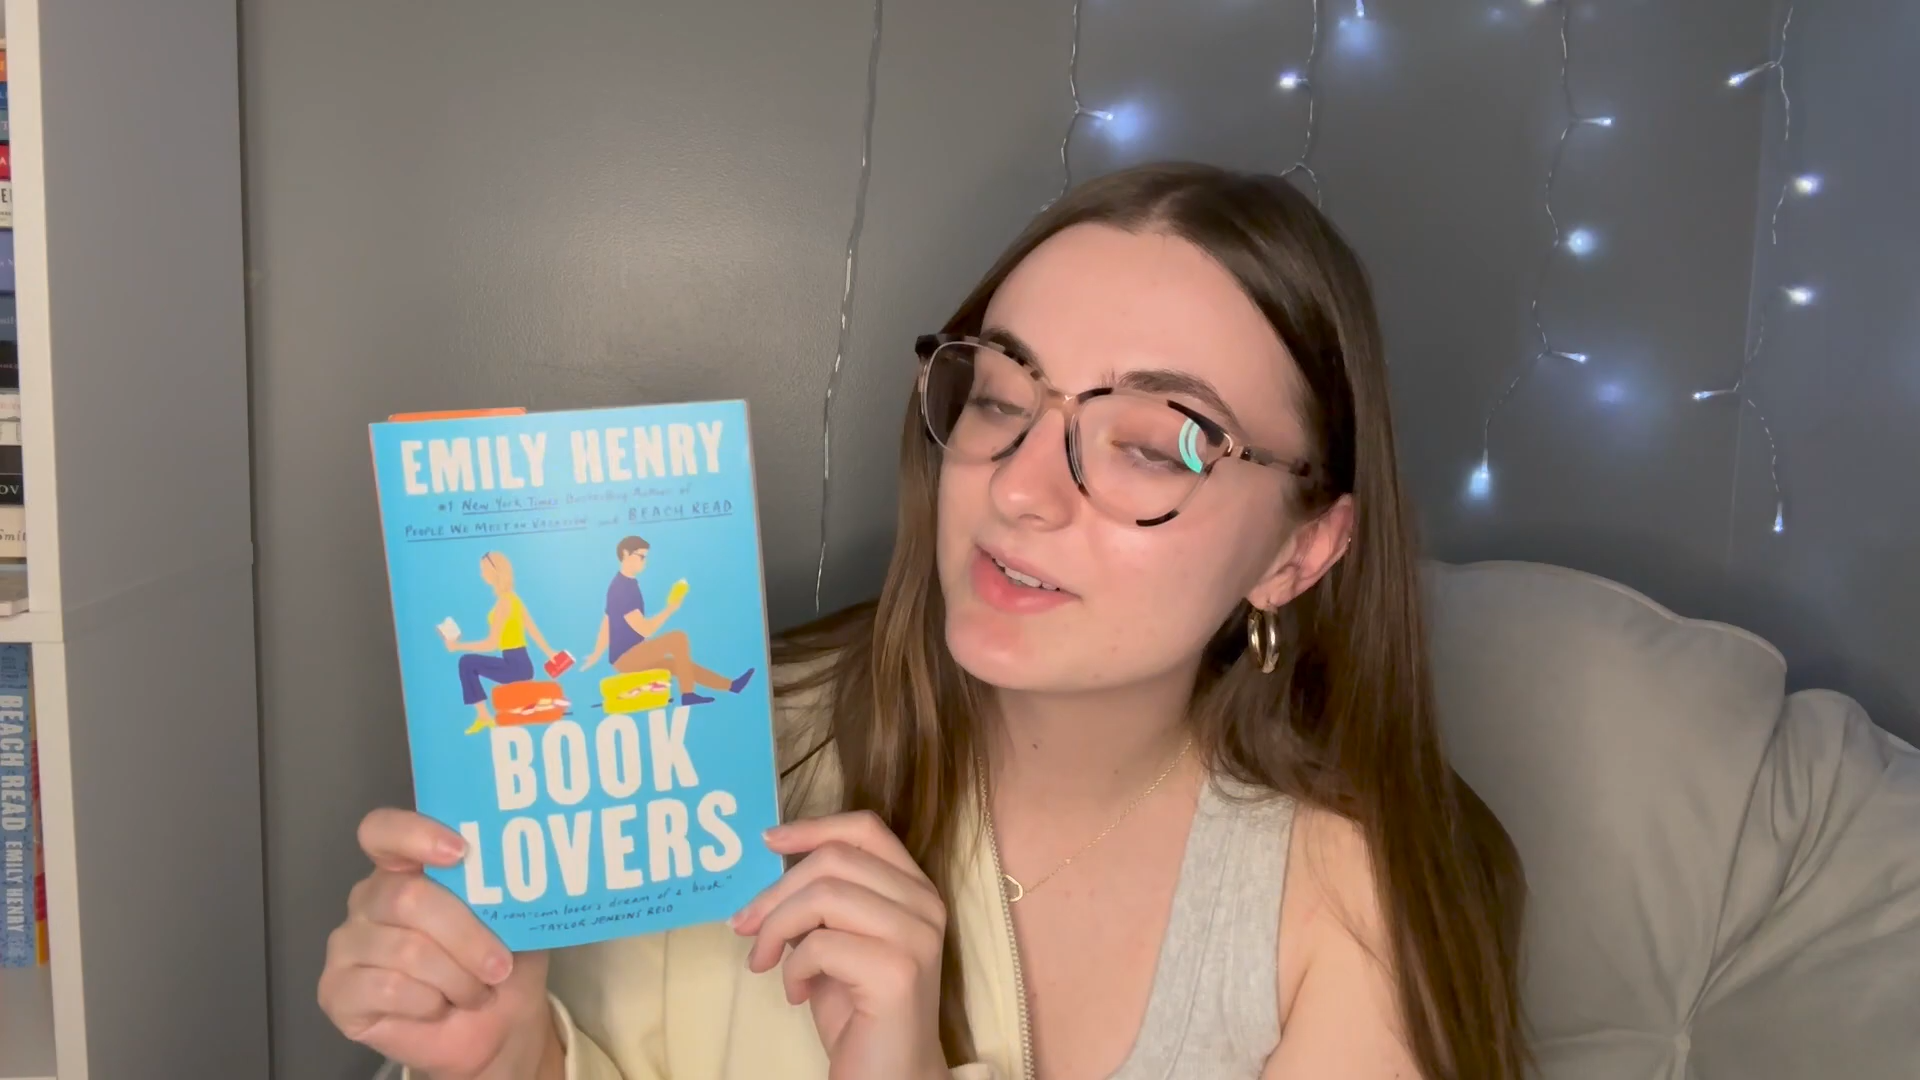 EMILY HENRY
#1 New York Times Bestselling Author of
PEOPLE WE MEET ON VACATION and BEACH READ
BOOK
LOVERS
"A rom-com lover's dream of a book."
—TAYLOR JENKINS REID
BEACH READ EMILY HENRY